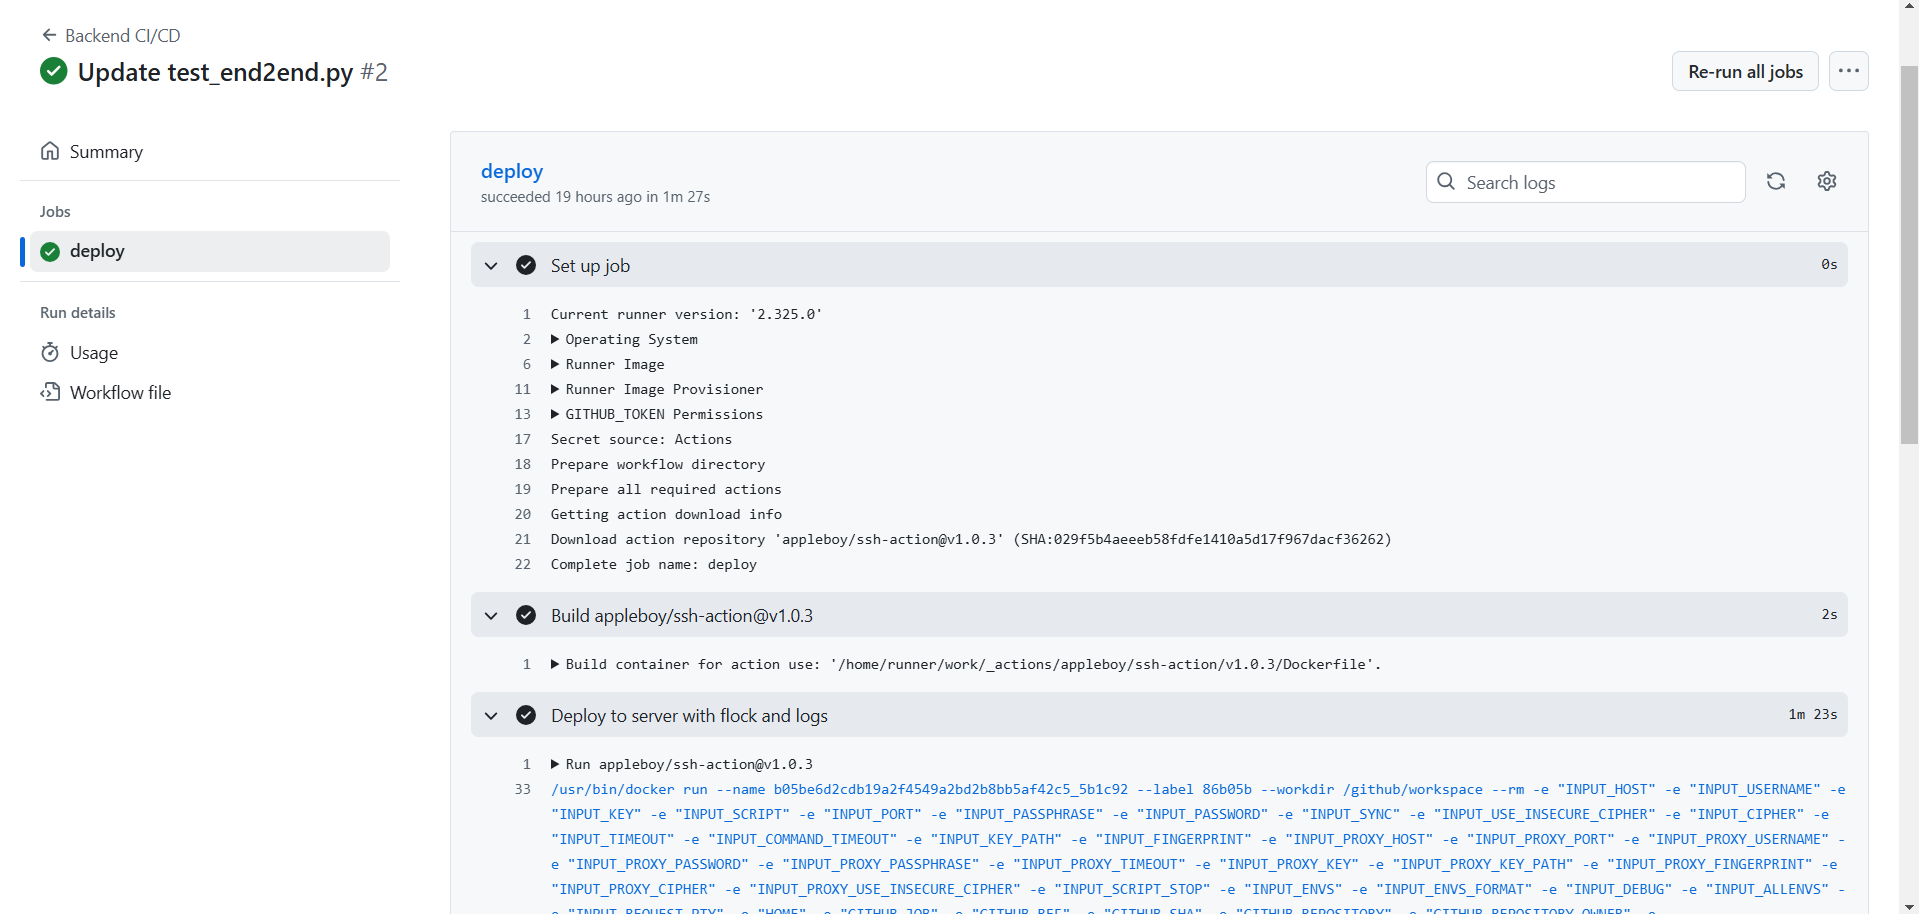 Backend CI/CD
Update test_end2end.py #2
Re-run all jobs
Summary
Jobs
deploy
Run details
Usage
Workflow file
deploy
succeeded 19 hours ago in 1m 27s
Search logs
Set up job 0s
1 Current runner version: '2.325.0'
2 Operating System
6 Runner Image
11 Runner Image Provisioner
13 GITHUB_TOKEN Permissions
17 Secret source: Actions
18 Prepare workflow directory
19 Prepare all required actions
20 Getting action download info
21 Download action repository 'appleboy/ssh-action@v1.0.3' (SHA:029f5b4aeeeb58fdfe1410a5d17f967dacf36262)
22 Complete job name: deploy
Build appleboy/ssh-action@v1.0.3 2s
1 Build container for action use: '/home/runner/work/_actions/appleboy/ssh-action/v1.0.3/Dockerfile'.
Deploy to server with flock and logs 1m 23s
1 Run appleboy/ssh-action@v1.0.3
33 /usr/bin/docker run --name b05be6d2cdb19a2f4549a2bd2b8bb5af42c5_5b1c92 --label 86b05b --workdir /github/workspace --rm -e "INPUT_HOST" -e "INPUT_USERNAME" -e
"INPUT_KEY" -e "INPUT_SCRIPT" -e "INPUT_PORT" -e "INPUT_PASSPHRASE" -e "INPUT_PASSWORD" -e "INPUT_SYNC" -e "INPUT_USE_INSECURE_CIPHER" -e "INPUT_CIPHER" -e
"INPUT_TIMEOUT" -e "INPUT_COMMAND_TIMEOUT" -e "INPUT_KEY_PATH" -e "INPUT_FINGERPRINT" -e "INPUT_PROXY_HOST" -e "INPUT_PROXY_PORT" -e "INPUT_PROXY_USERNAME" -
e "INPUT_PROXY_PASSWORD" -e "INPUT_PROXY_PASSPHRASE" -e "INPUT_PROXY_TIMEOUT" -e "INPUT_PROXY_KEY" -e "INPUT_PROXY_KEY_PATH" -e "INPUT_PROXY_FINGERPRINT" -e
"INPUT_PROXY_CIPHER" -e "INPUT_PROXY_USE_INSECURE_CIPHER" -e "INPUT_SCRIPT_STOP" -e "INPUT_ENVS" -e "INPUT_ENVS_FORMAT" -e "INPUT_DEBUG" -e "INPUT_ALLENVS" -
e "INPUT_REQUEST_PTY" -e "HOME" -e "GITHUB_JOB" -e "GITHUB_REF" -e "GITHUB_SHA" -e "GITHUB_REPOSITORY" -e "GITHUB_REPOSITORY_OWNER" -e